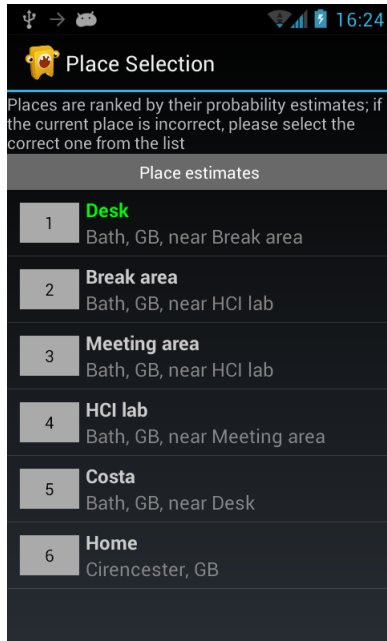 16:24
Place Selection
Places are ranked by their probability estimates; if
the current place is incorrect, please select the
correct one from the list
Place estimates
1
Desk
Bath, GB, near Break area
2
Break area
Bath, GB, near HCI lab
3
Meeting area
Bath, GB, near HCI lab
4
HCI lab
Bath, GB, near Meeting area
5
Costa
Bath, GB, near Desk
6
Home
Cirencester, GB